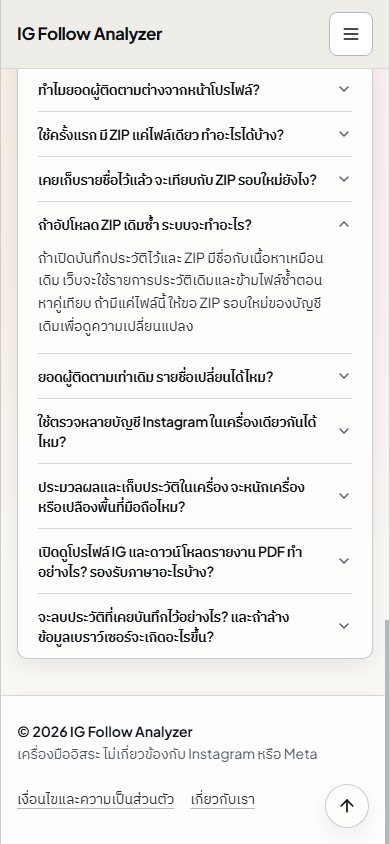 IG Follow Analyzer
ทำไมยอดผู้ติดตามต่างจากหน้าโปรไฟล์?
ใช้ครั้งแรก มี ZIP แค่ไฟล์เดียว ทำอะไรได้บ้าง?
เคยเก็บรายชื่อไว้แล้ว จะเทียบกับ ZIP รอบใหม่ยังไง?
ถ้าอัปโหลด ZIP เดิมซ้ำ ระบบจะทำอะไร?
ถ้าเปิดบันทึกประวัติไว้และ ZIP มีชื่อกับเนื้อหาเหมือน
เดิม เว็บจะใช้รายการประวัติเดิมและข้ามไฟล์ซ้ำตอน
หาคู่เทียบ ถ้ามีแค่ไฟล์นี้ ให้ขอ ZIP รอบใหม่ของบัญชี
เดิมเพื่อดูความเปลี่ยนแปลง
ยอดผู้ติดตามเท่าเดิม รายชื่อเปลี่ยนได้ไหม?
ใช้ตรวจหลายบัญชี Instagram ในเครื่องเดียวกันได้
ไหม?
ประมวลผลและเก็บประวัติในเครื่อง จะหนักเครื่อง
หรือเปลืองพื้นที่มือถือไหม?
เปิดดูโปรไฟล์ IG และดาวน์โหลดรายงาน PDF ทำ
อย่างไร? รองรับภาษาอะไรบ้าง?
จะลบประวัติที่เคยบันทึกไว้อย่างไร? และถ้าล้าง
ข้อมูลเบราว์เซอร์จะเกิดอะไรขึ้น?
© 2026 IG Follow Analyzer
เครื่องมืออิสระ ไม่เกี่ยวข้องกับ Instagram หรือ Meta
เงื่อนไขและความเป็นส่วนตัว เกี่ยวกับเรา